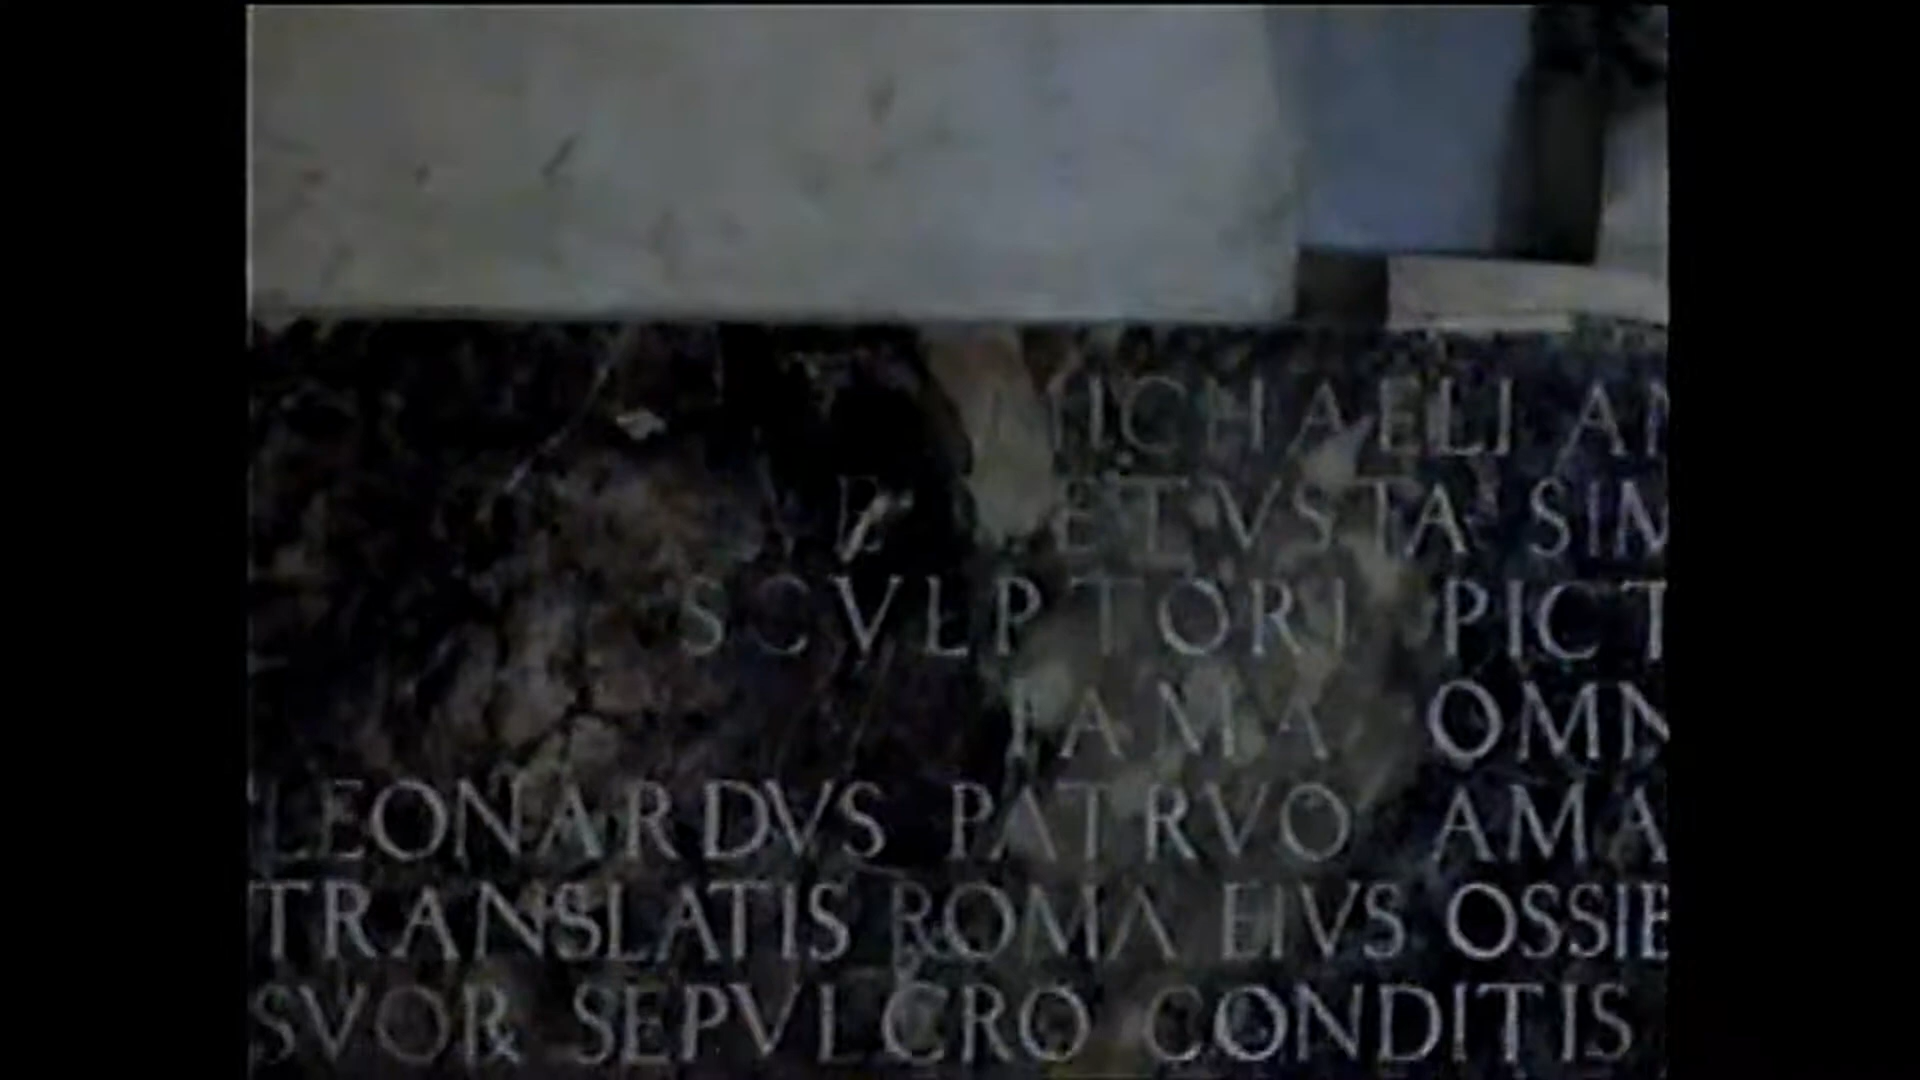 MICHAELI AN
E VETVSTA SIM
SCVLPTORI PICT
FAMA OMN
LEONARDVS PATRVO AMA
TRANSLATIS ROMA EIVS OSSIB
SVOR SEPVLCRO CONDITIS